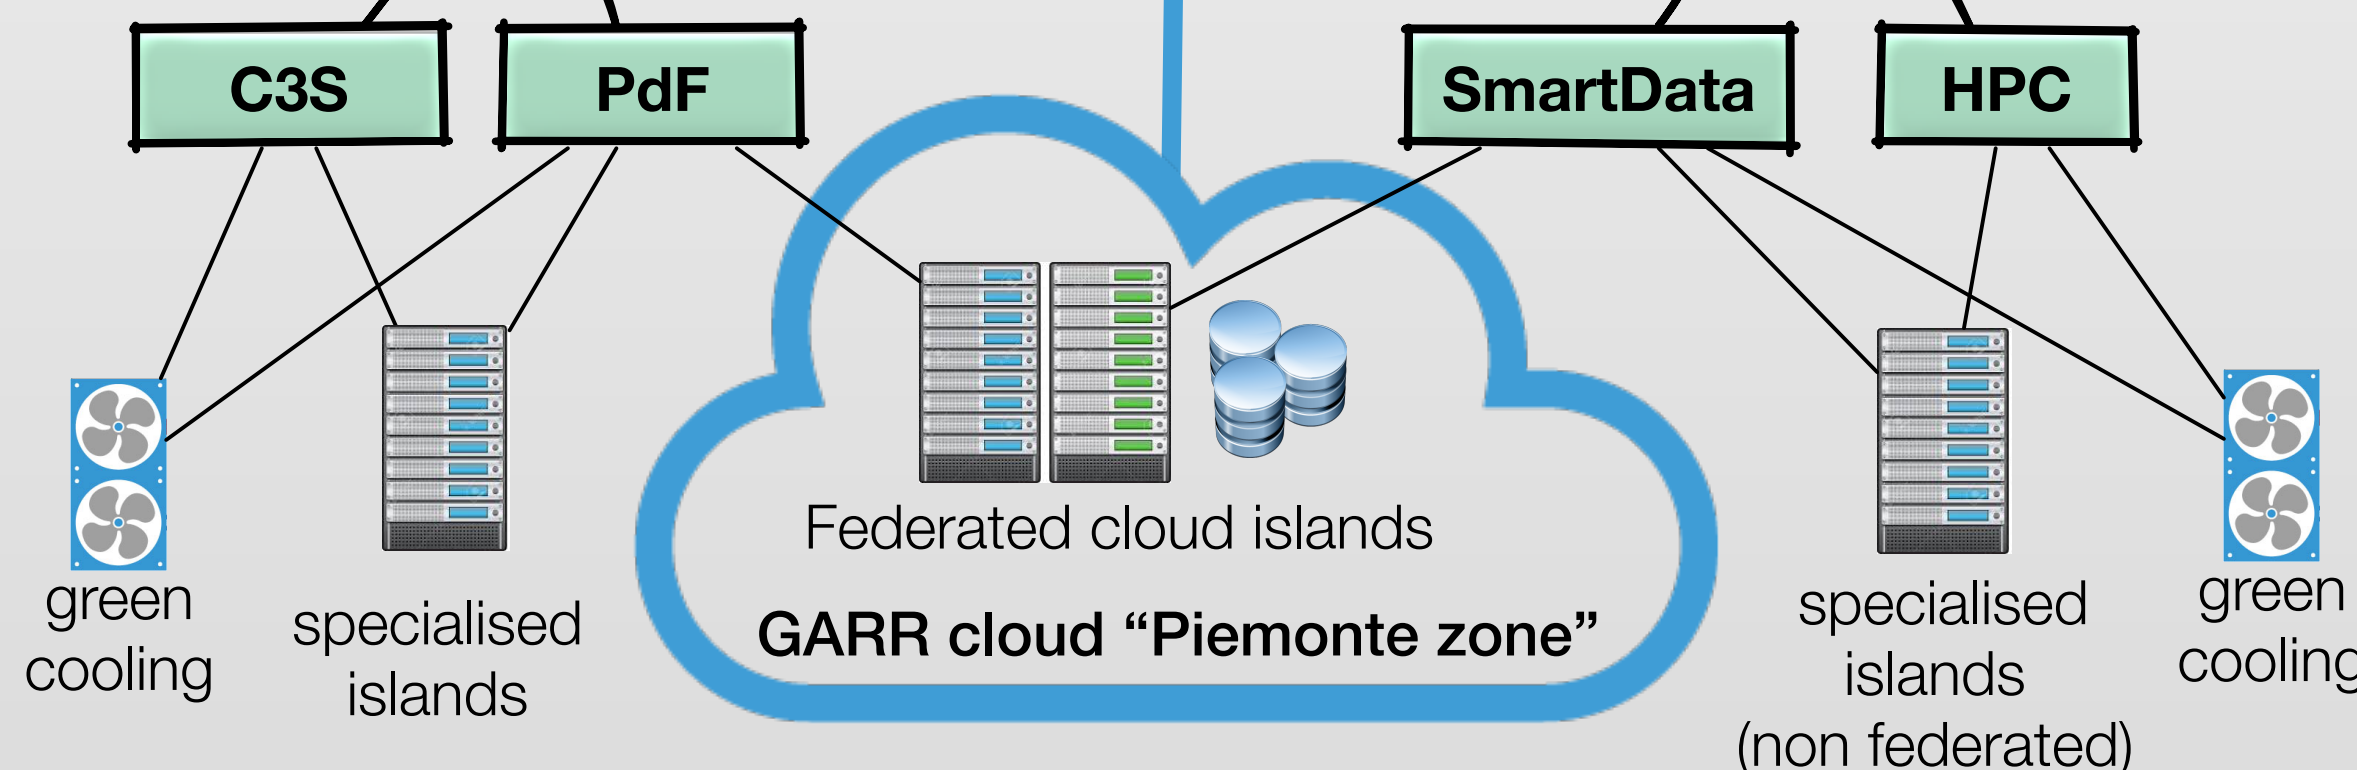 C3S
PdF
SmartData
HPC
Federated cloud islands
GARR cloud “Piemonte zone”
green
cooling
specialised
islands
specialised
islands
(non federated)
green
cooling